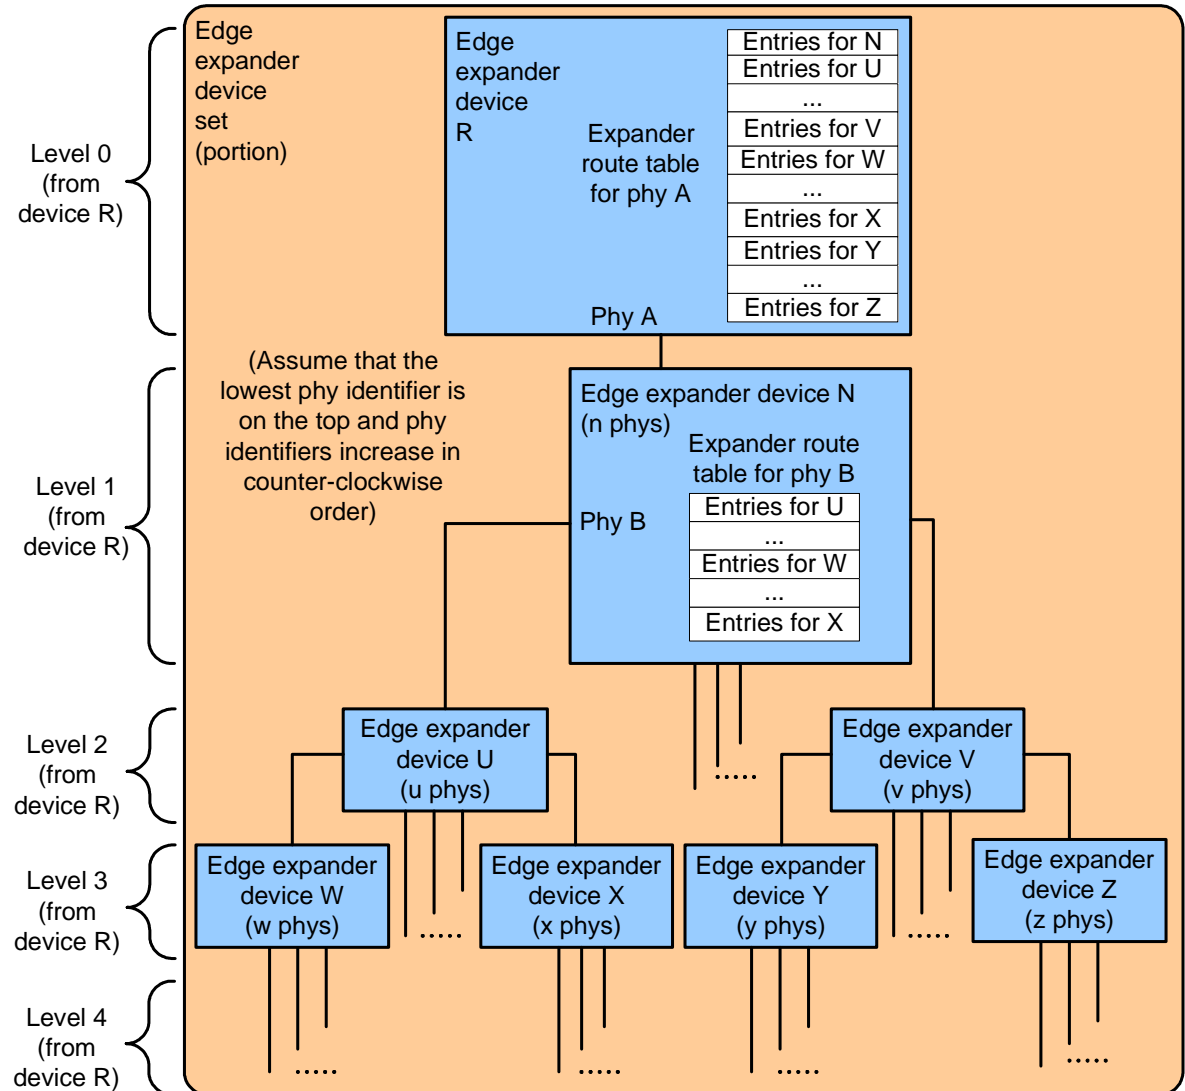 Edge
expander
device
set
(portion)
Edge
expander
device
R
Expander
route table
for phy A
Entries for N
Entries for U
...
Entries for V
Entries for W
...
Entries for X
Entries for Y
...
Entries for Z
Phy A
Level 0
(from
device R)
(Assume that the
lowest phy identifier is
on the top and phy
identifiers increase in
counter-clockwise
order)
Edge expander device N
(n phys)
Expander route
table for phy B
Phy B
Entries for U
...
Entries for W
...
Entries for X
Level 1
(from
device R)
.....
Level 2
(from
device R)
Edge expander
device U
(u phys)
Edge expander
device V
(v phys)
Level 3
(from
device R)
Edge expander
device W
(w phys)
.....
Edge expander
device X
(x phys)
Edge expander
device Y
(y phys)
.....
Edge expander
device Z
(z phys)
Level 4
(from
device R)
.....
.....
.....
.....